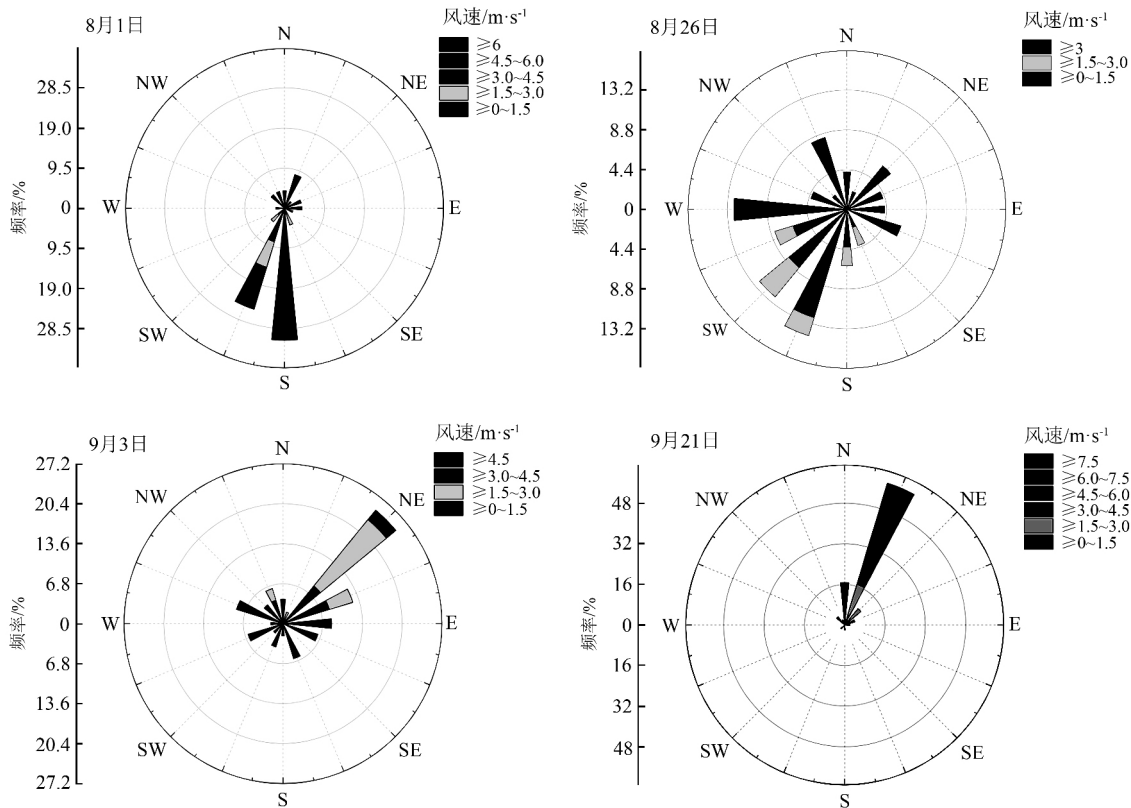 8月1日
风速/m·s⁻¹
≥6
≥4.5~6.0
≥3.0~4.5
≥1.5~3.0
≥0~1.5
N
NW
NE
W
E
SW
SE
S
28.5
19.0
9.5
0
9.5
19.0
28.5
频率/%
8月26日
风速/m·s⁻¹
≥3
≥1.5~3.0
≥0~1.5
N
NW
NE
W
E
SW
SE
S
13.2
8.8
4.4
0
4.4
8.8
13.2
频率/%
9月3日
风速/m·s⁻¹
≥4.5
≥3.0~4.5
≥1.5~3.0
≥0~1.5
N
NW
NE
W
E
SW
SE
S
27.2
20.4
13.6
6.8
0
6.8
13.6
20.4
27.2
频率/%
9月21日
风速/m·s⁻¹
≥7.5
≥6.0~7.5
≥4.5~6.0
≥3.0~4.5
≥1.5~3.0
≥0~1.5
N
NW
NE
W
E
SW
SE
S
48
32
16
0
16
32
48
频率/%